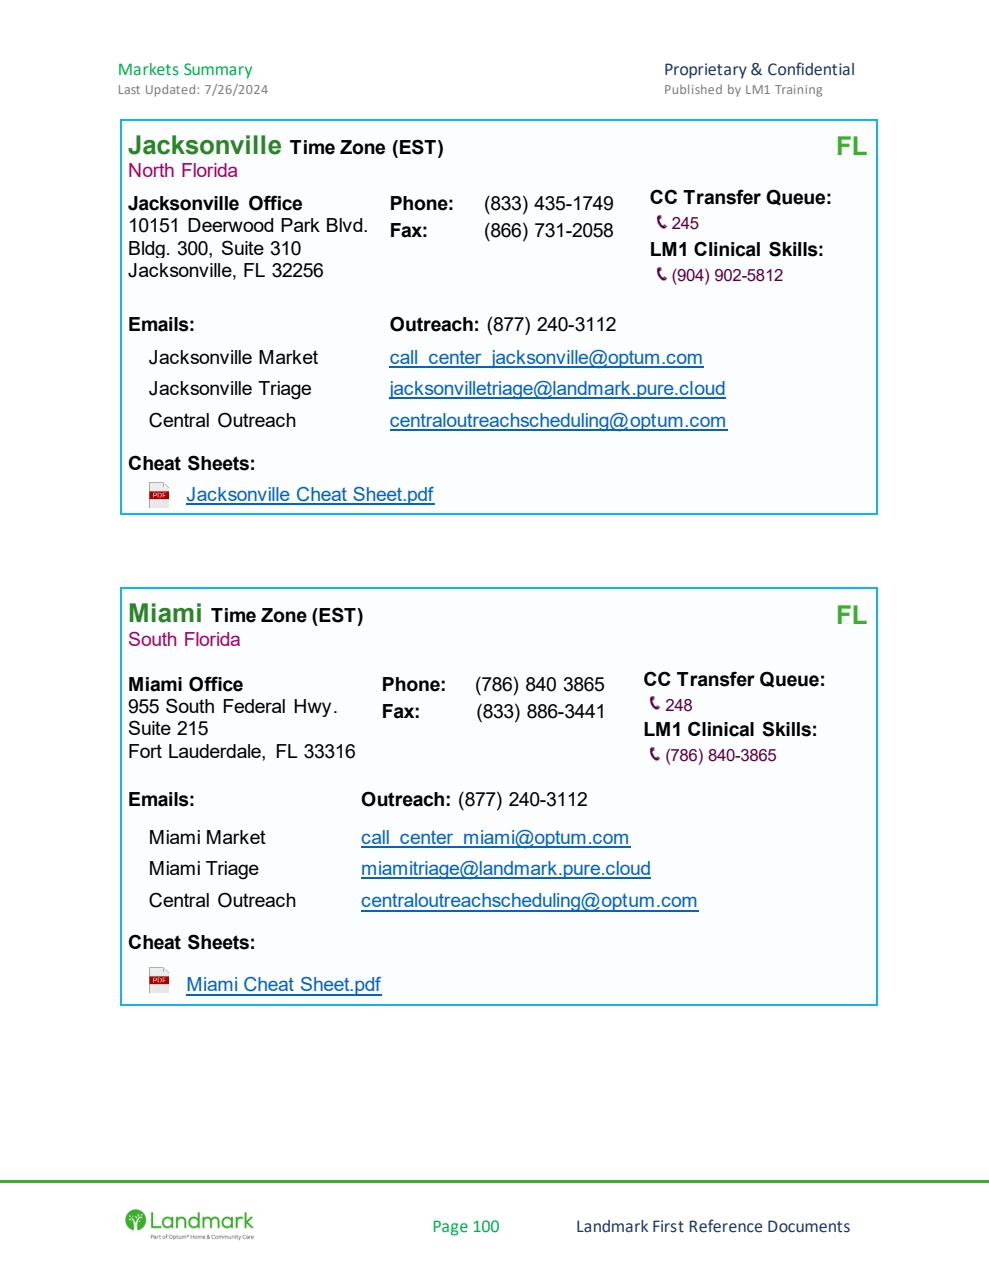 Markets Summary Proprietary & Confidential
Last Updated: 7/26/2024 Published by LM1 Training
Jacksonville Time Zone (EST) FL
North Florida
Jacksonville Office Phone: (833) 435-1749 CC Transfer Queue:
10151 Deerwood Park Blvd. Fax: (866) 731-2058 245
Bldg. 300, Suite 310 LM1 Clinical Skills:
Jacksonville, FL 32256 (904) 902-5812
Emails: Outreach: (877) 240-3112
Jacksonville Market call_center_jacksonville@optum.com
Jacksonville Triage jacksonvilletriage@landmark.pure.cloud
Central Outreach centraloutreachscheduling@optum.com
Cheat Sheets:
PDF Jacksonville Cheat Sheet.pdf
Miami Time Zone (EST) FL
South Florida
Miami Office Phone: (786) 840 3865 CC Transfer Queue:
955 South Federal Hwy. Fax: (833) 886-3441 248
Suite 215 LM1 Clinical Skills:
Fort Lauderdale, FL 33316 (786) 840-3865
Emails: Outreach: (877) 240-3112
Miami Market call_center_miami@optum.com
Miami Triage miamitriage@landmark.pure.cloud
Central Outreach centraloutreachscheduling@optum.com
Cheat Sheets:
PDF Miami Cheat Sheet.pdf
Landmark Page 100 Landmark First Reference Documents
Part of Optum® Home & Community Care